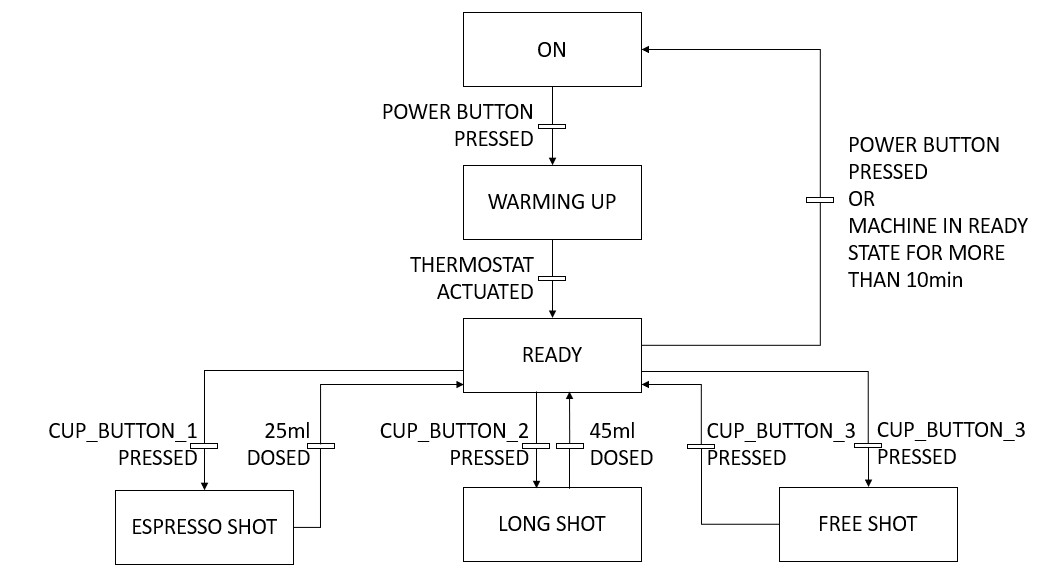 ON
POWER BUTTON
PRESSED
WARMING UP
POWER BUTTON
PRESSED
OR
MACHINE IN READY
STATE FOR MORE
THAN 10min
THERMOSTAT
ACTUATED
READY
CUP_BUTTON_1
PRESSED
25ml
DOSED
CUP_BUTTON_2
PRESSED
45ml
DOSED
CUP_BUTTON_3
PRESSED
CUP_BUTTON_3
PRESSED
ESPRESSO SHOT
LONG SHOT
FREE SHOT